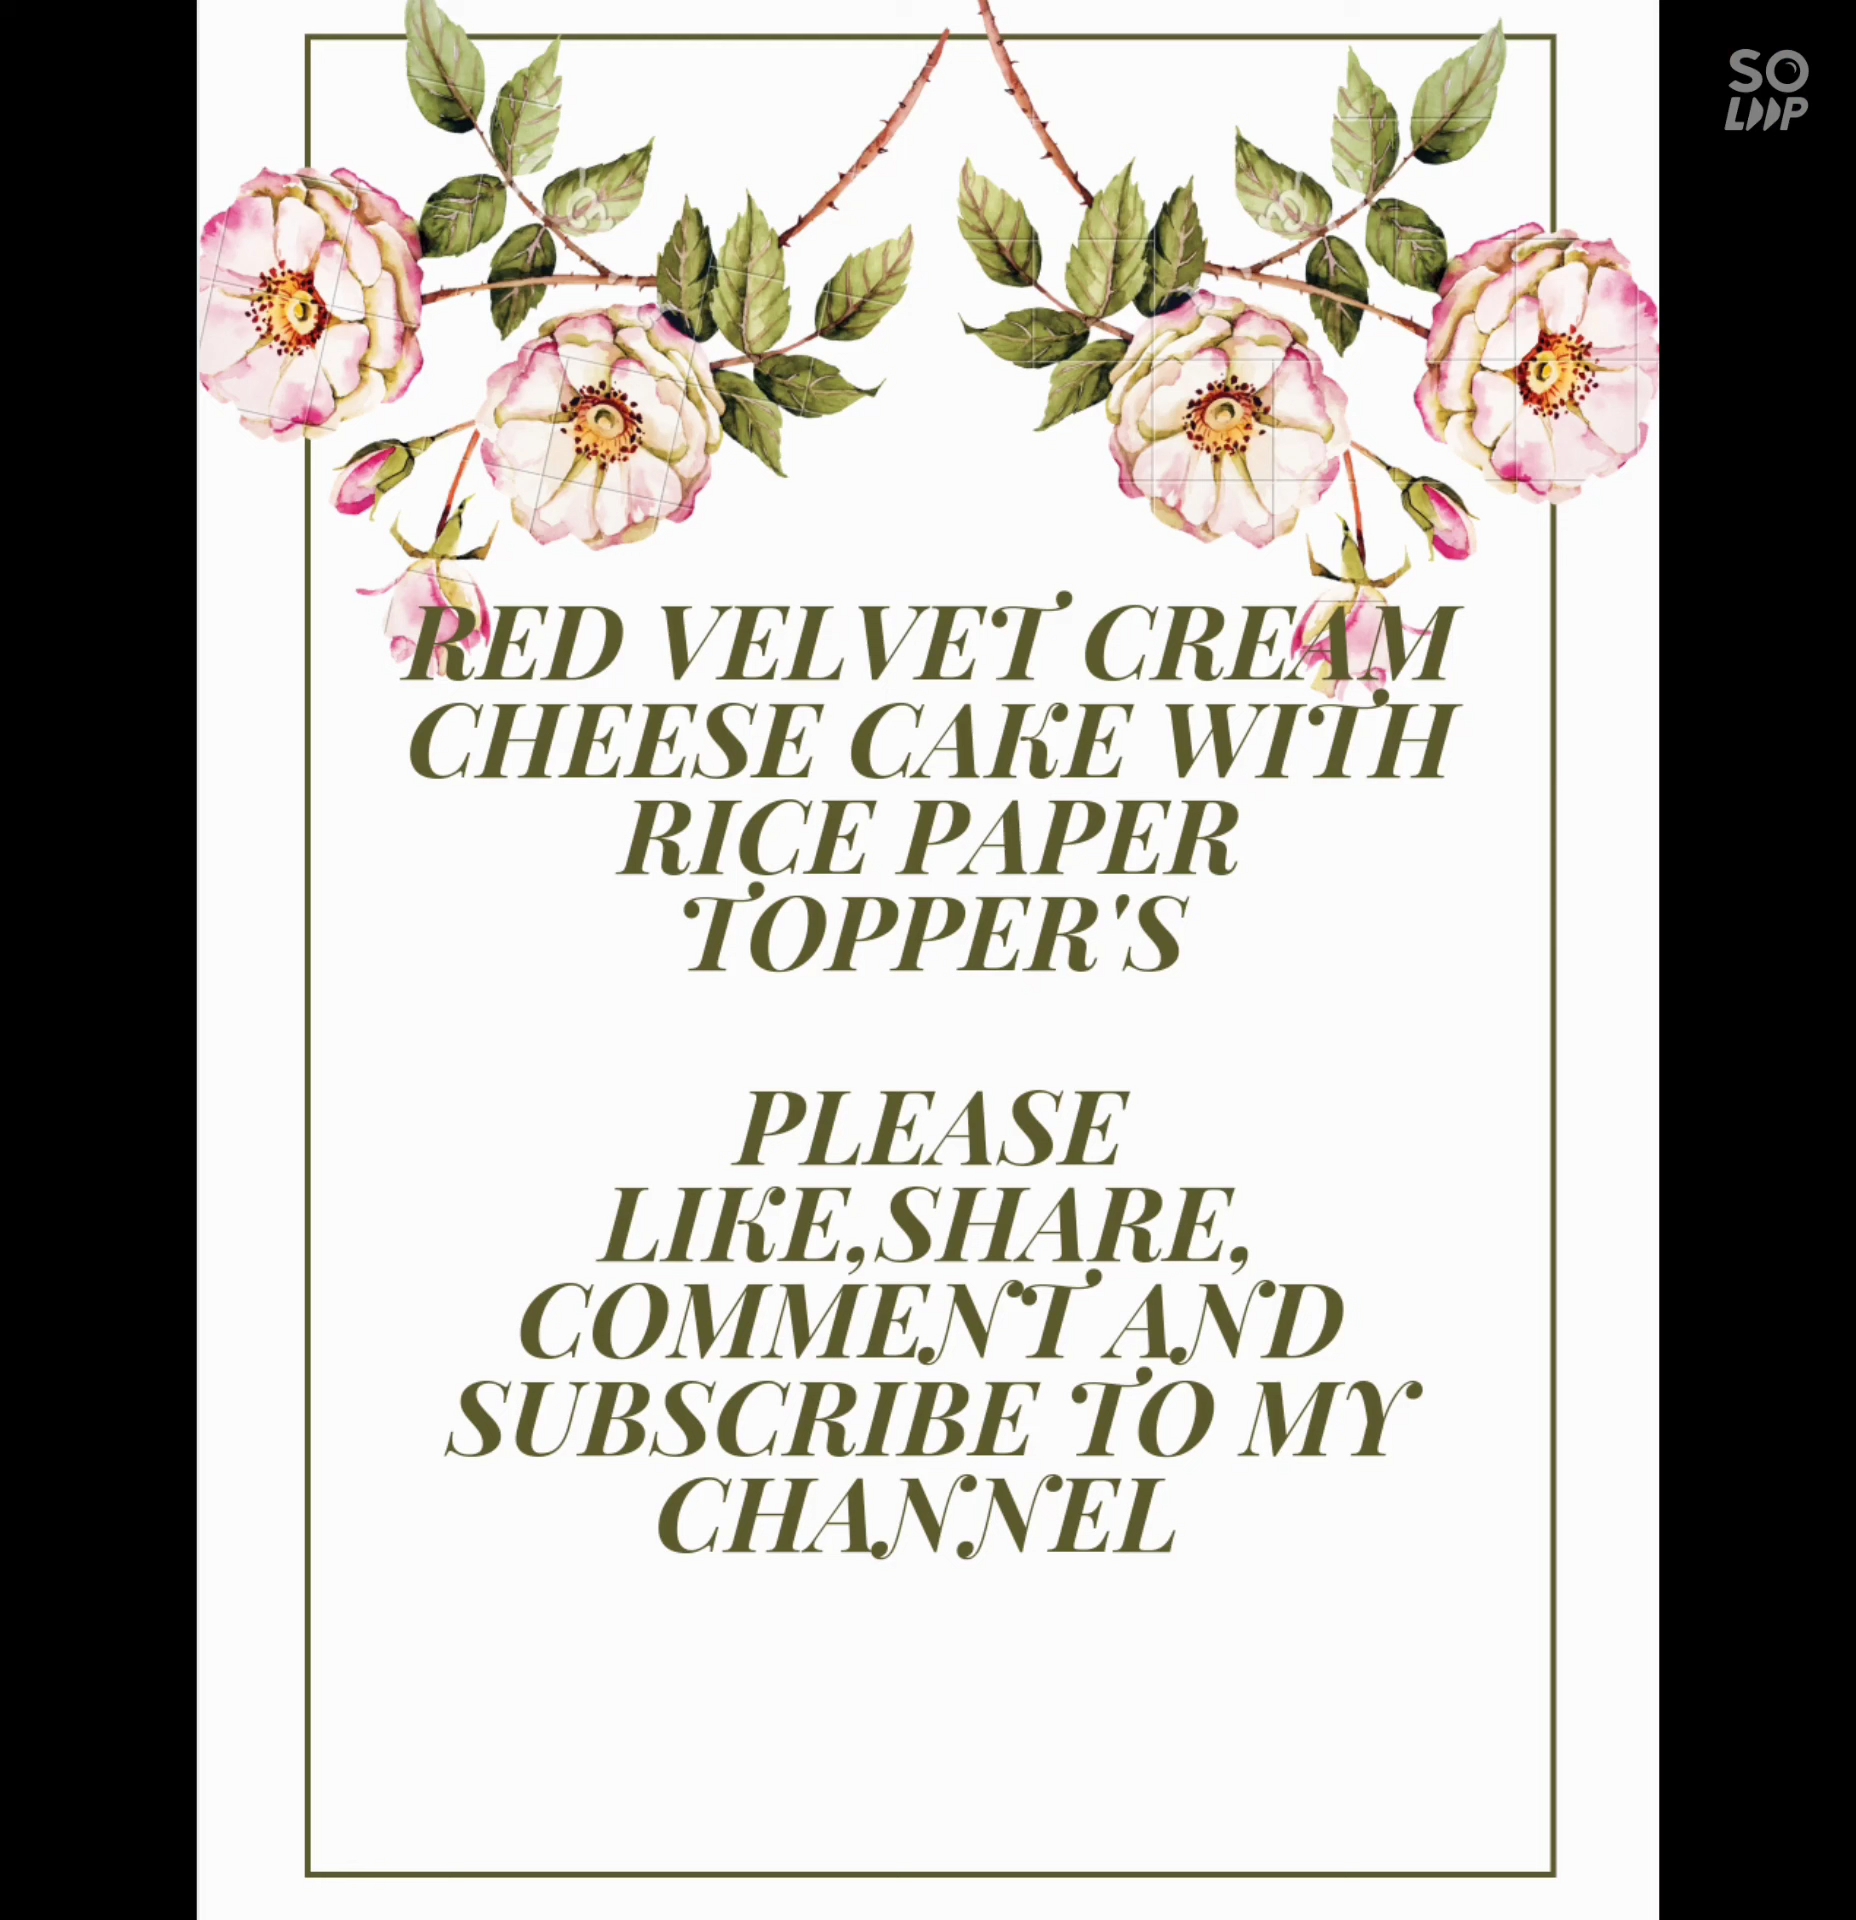 SO
LOOP
RED VELVET CREAM
CHEESE CAKE WITH
RICE PAPER
TOPPER'S
PLEASE
LIKE,SHARE,
COMMENT AND
SUBSCRIBE TO MY
CHANNEL